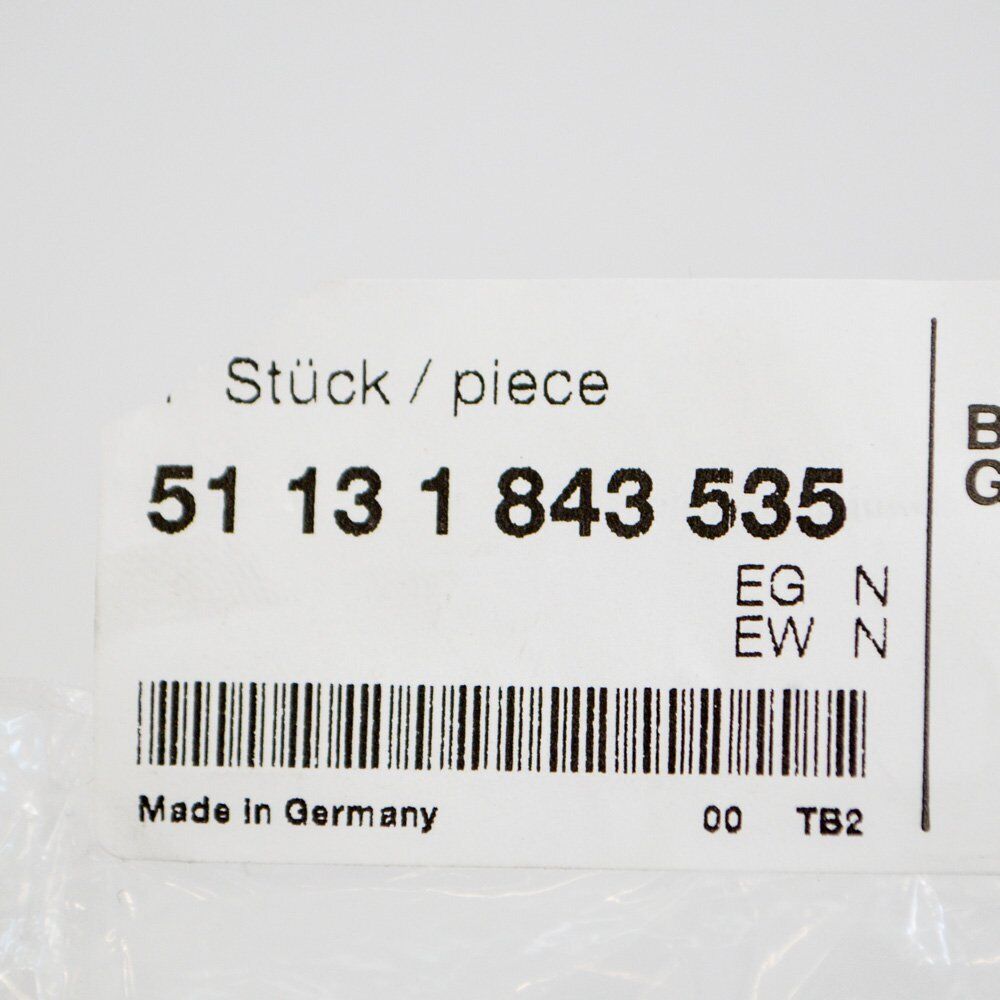 Stück / piece
51 13 1 843 535
EG N
EW N
Made in Germany 00 TB2
B
G